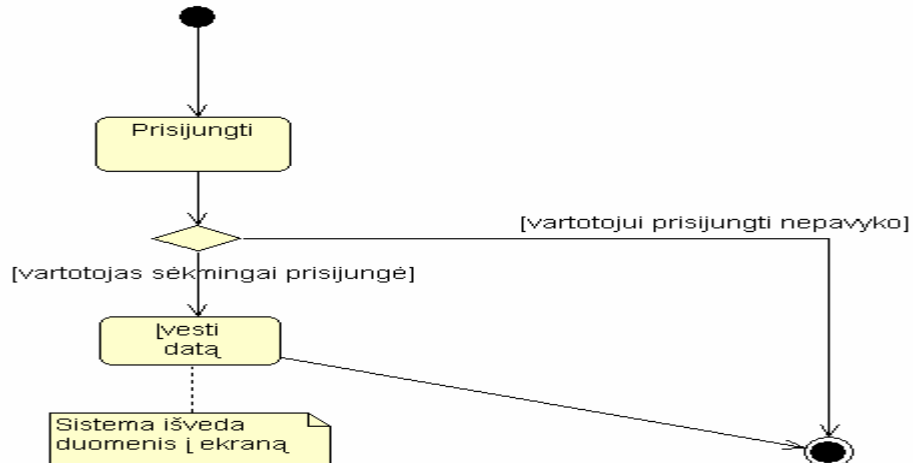 Prisijungti
[vartotojui prisijungti nepavyko]
[vartotojas sėkmingai prisijungė]
Įvesti
datą
Sistema išveda
duomenis į ekraną